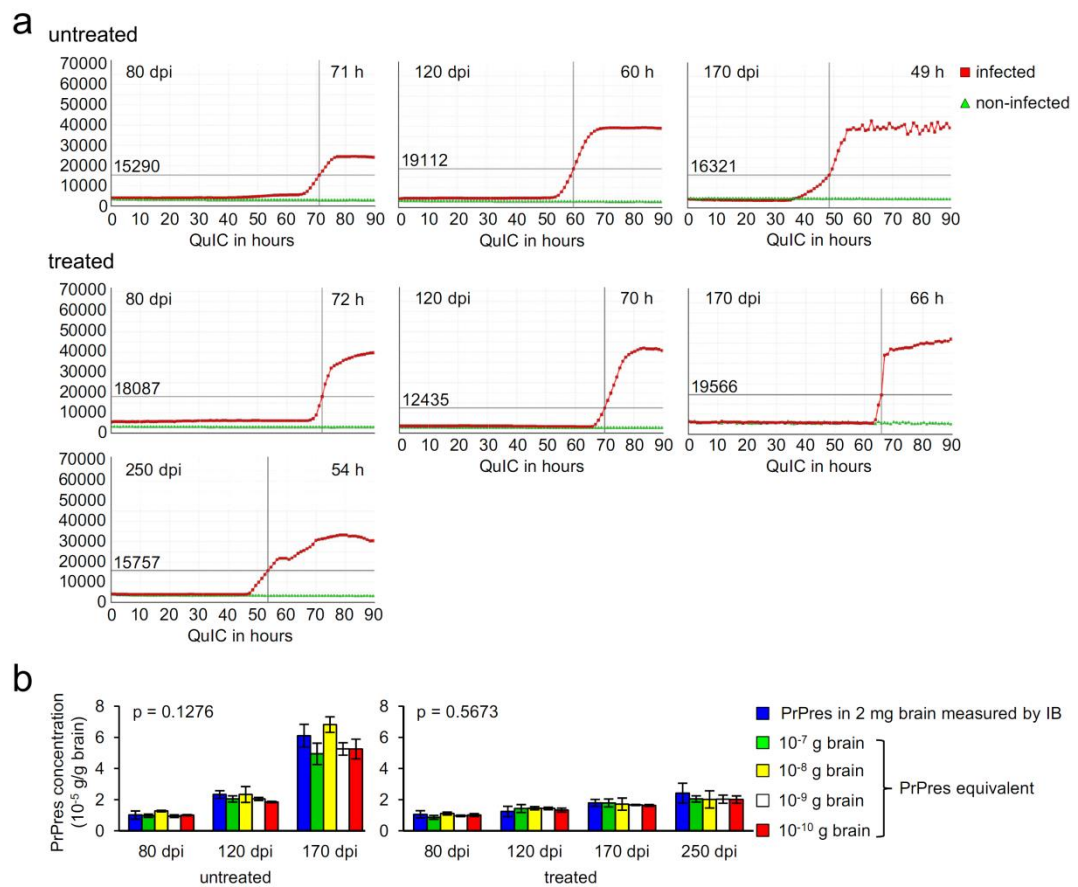 a
untreated
70000
60000
50000
40000
30000
20000
10000
0
80 dpi 71 h
15290
0 10 20 30 40 50 60 70 80 90
QuIC in hours
120 dpi 60 h
19112
0 10 20 30 40 50 60 70 80 90
QuIC in hours
170 dpi 49 h
16321
0 10 20 30 40 50 60 70 80 90
QuIC in hours
infected
non-infected
treated
70000
60000
50000
40000
30000
20000
10000
0
80 dpi 72 h
18087
0 10 20 30 40 50 60 70 80 90
QuIC in hours
120 dpi 70 h
12435
0 10 20 30 40 50 60 70 80 90
QuIC in hours
170 dpi 66 h
19566
0 10 20 30 40 50 60 70 80 90
QuIC in hours
70000
60000
50000
40000
30000
20000
10000
0
250 dpi 54 h
15757
0 10 20 30 40 50 60 70 80 90
QuIC in hours
b
PrPres concentration
(10⁻⁵ g/g brain)
8
6
4
2
0
p = 0.1276
80 dpi 120 dpi 170 dpi
untreated
8
6
4
2
0
p = 0.5673
80 dpi 120 dpi 170 dpi 250 dpi
treated
PrPres in 2 mg brain measured by IB
10⁻⁷ g brain
10⁻⁸ g brain
10⁻⁹ g brain
10⁻¹⁰ g brain
PrPres equivalent